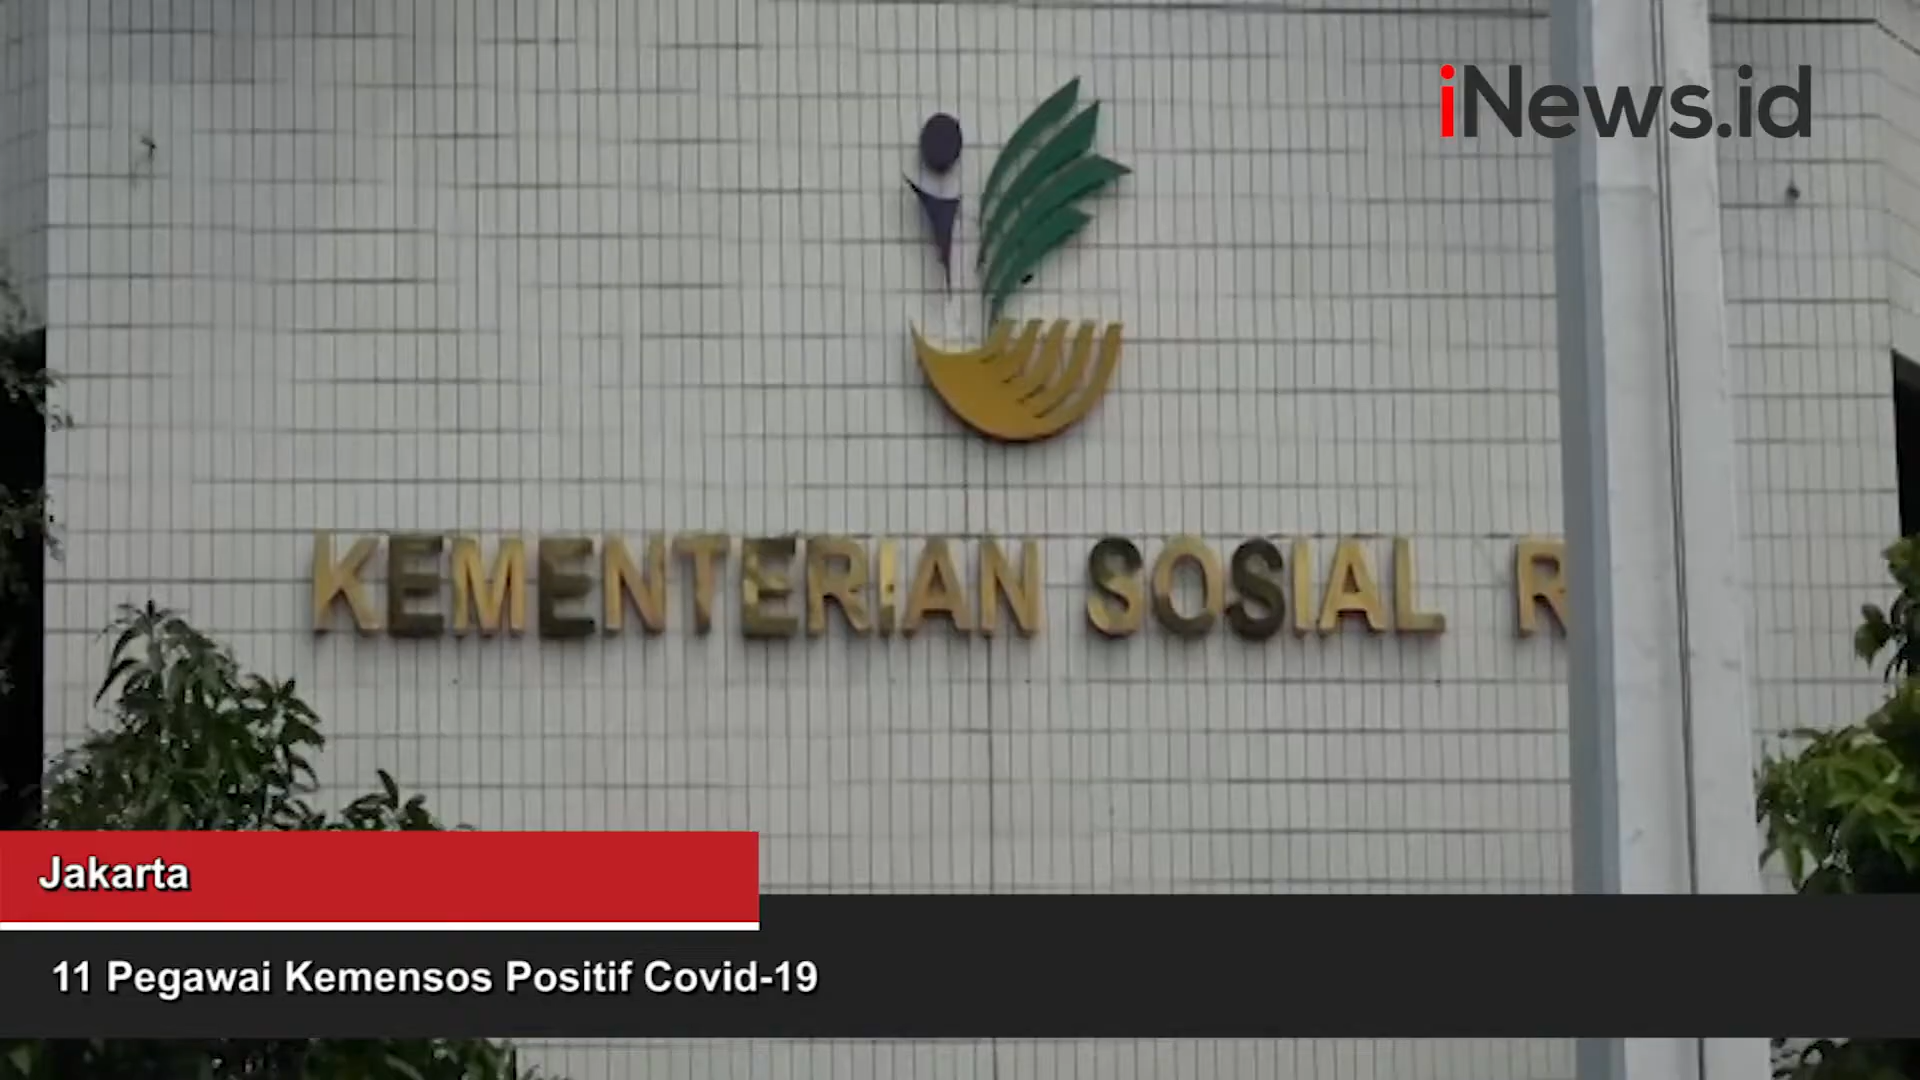 iNews.id
KEMENTERIAN SOSIAL R
Jakarta
11 Pegawai Kemensos Positif Covid-19